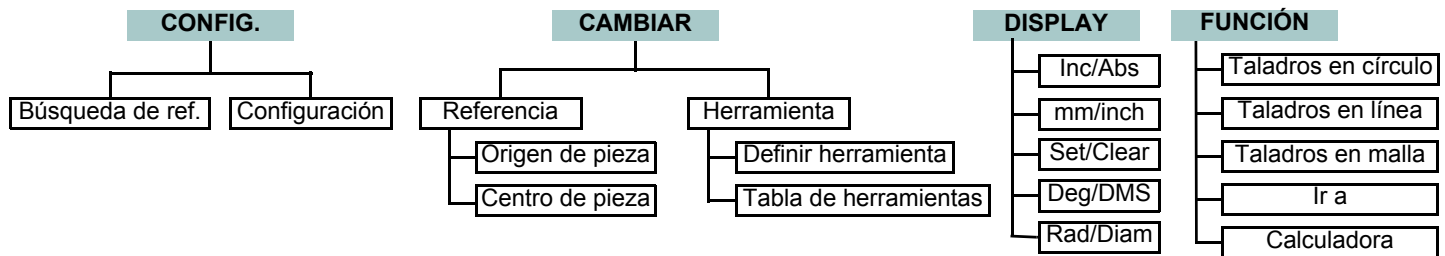 CONFIG.
Búsqueda de ref.
Configuración
CAMBIAR
Referencia
Origen de pieza
Centro de pieza
Herramienta
Definir herramienta
Tabla de herramientas
DISPLAY
Inc/Abs
mm/inch
Set/Clear
Deg/DMS
Rad/Diam
FUNCIÓN
Taladros en círculo
Taladros en línea
Taladros en malla
Ir a
Calculadora